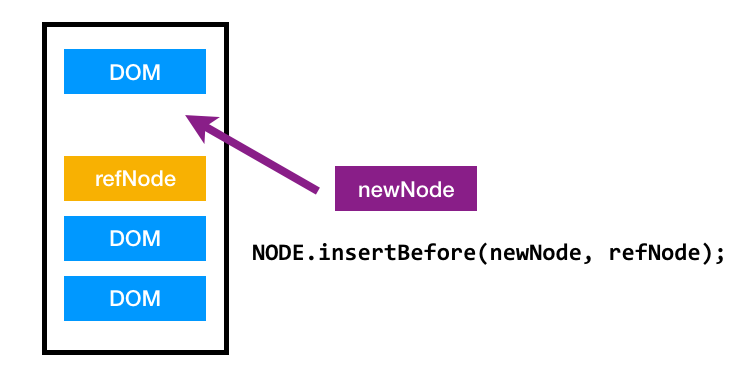 DOM
refNode
newNode
DOM
NODE.insertBefore(newNode, refNode);
DOM